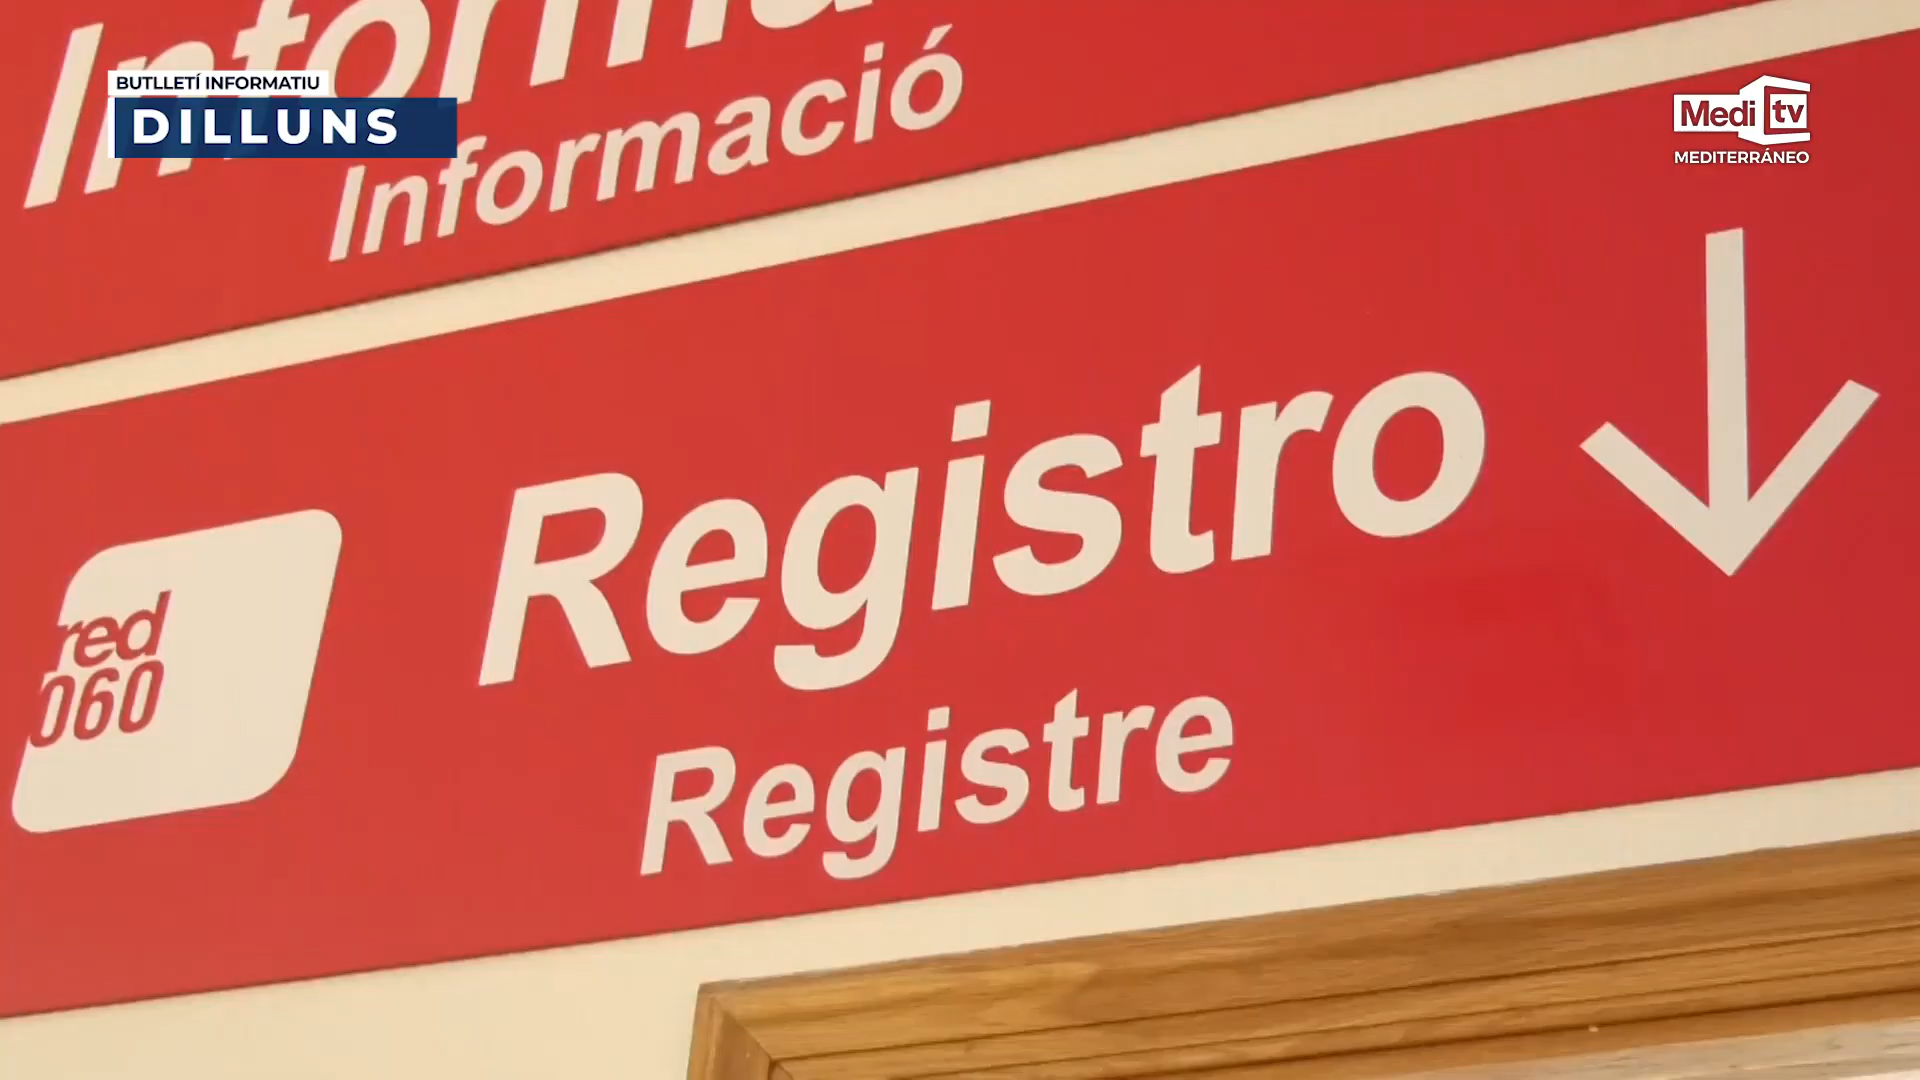 BUTLLETÍ INFORMATIU
DILLUNS
Medi tv
MEDITERRÁNEO
Informació
Registro
red
060
Registre